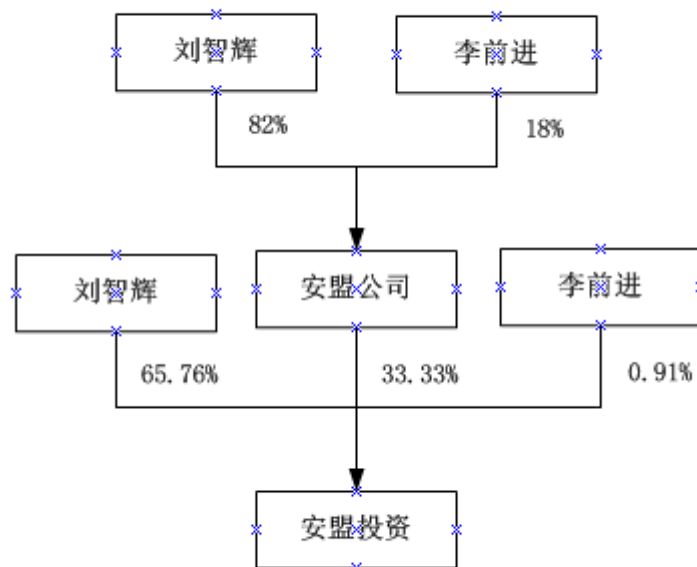 刘智辉
李前进
82%
18%
刘智辉
安盟公司
李前进
65.76%
33.33%
0.91%
安盟投资